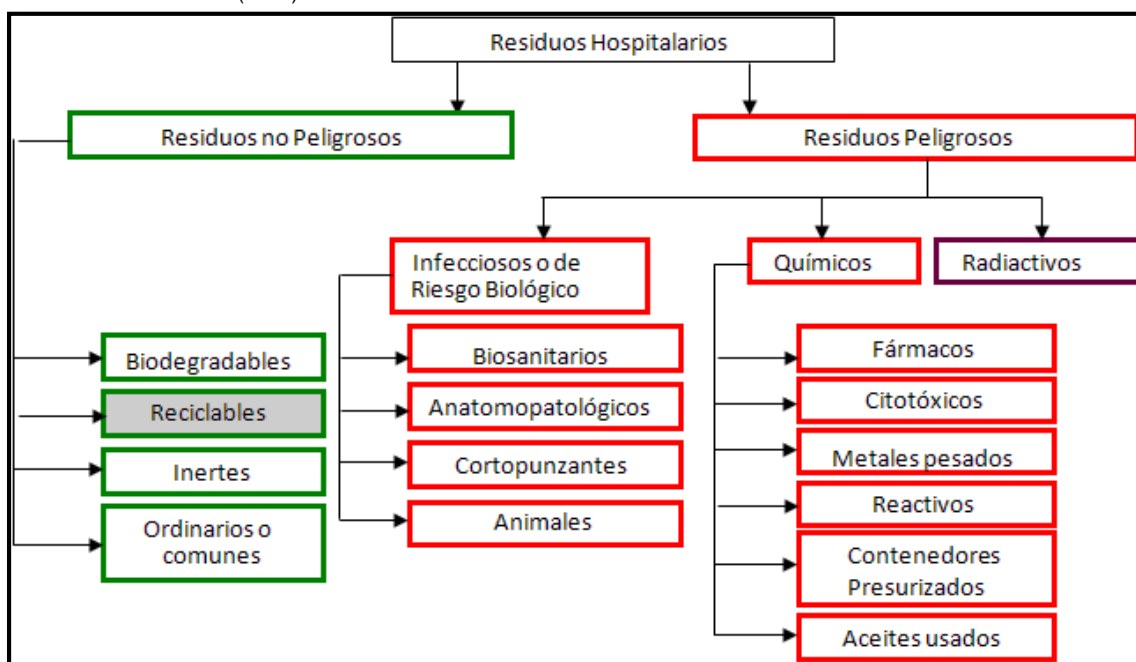 Residuos Hospitalarios
Residuos no Peligrosos
Residuos Peligrosos
Infecciosos o de
Riesgo Biológico
Químicos
Radiactivos
Biodegradables
Reciclables
Inertes
Ordinarios o
comunes
Biosanitarios
Anatomopatológicos
Cortopunzantes
Animales
Fármacos
Citotóxicos
Metales pesados
Reactivos
Contenedores
Presurizados
Aceites usados